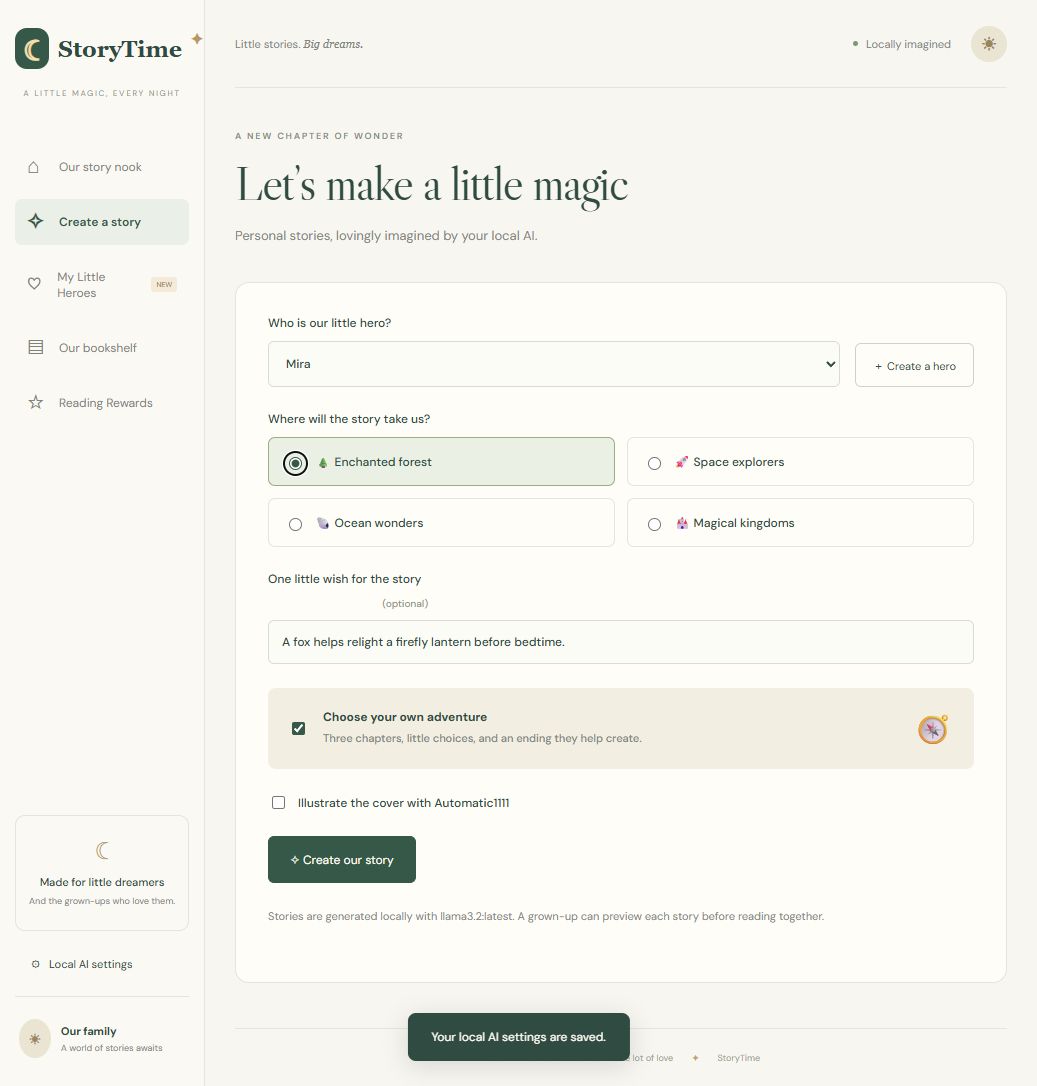 StoryTime
A LITTLE MAGIC, EVERY NIGHT
Our story nook
Create a story
My Little
Heroes
NEW
Our bookshelf
Reading Rewards
Made for little dreamers
And the grown-ups who love them.
Local AI settings
Our family
A world of stories awaits
Little stories. Big dreams.
Locally imagined
A NEW CHAPTER OF WONDER
Let’s make a little magic
Personal stories, lovingly imagined by your local AI.
Who is our little hero?
Mira
+ Create a hero
Where will the story take us?
Enchanted forest
Space explorers
Ocean wonders
Magical kingdoms
One little wish for the story
(optional)
A fox helps relight a firefly lantern before bedtime.
Choose your own adventure
Three chapters, little choices, and an ending they help create.
Illustrate the cover with Automatic1111
✧ Create our story
Stories are generated locally with llama3.2:latest. A grown-up can preview each story before reading together.
Your local AI settings are saved.
lot of love ✦ StoryTime